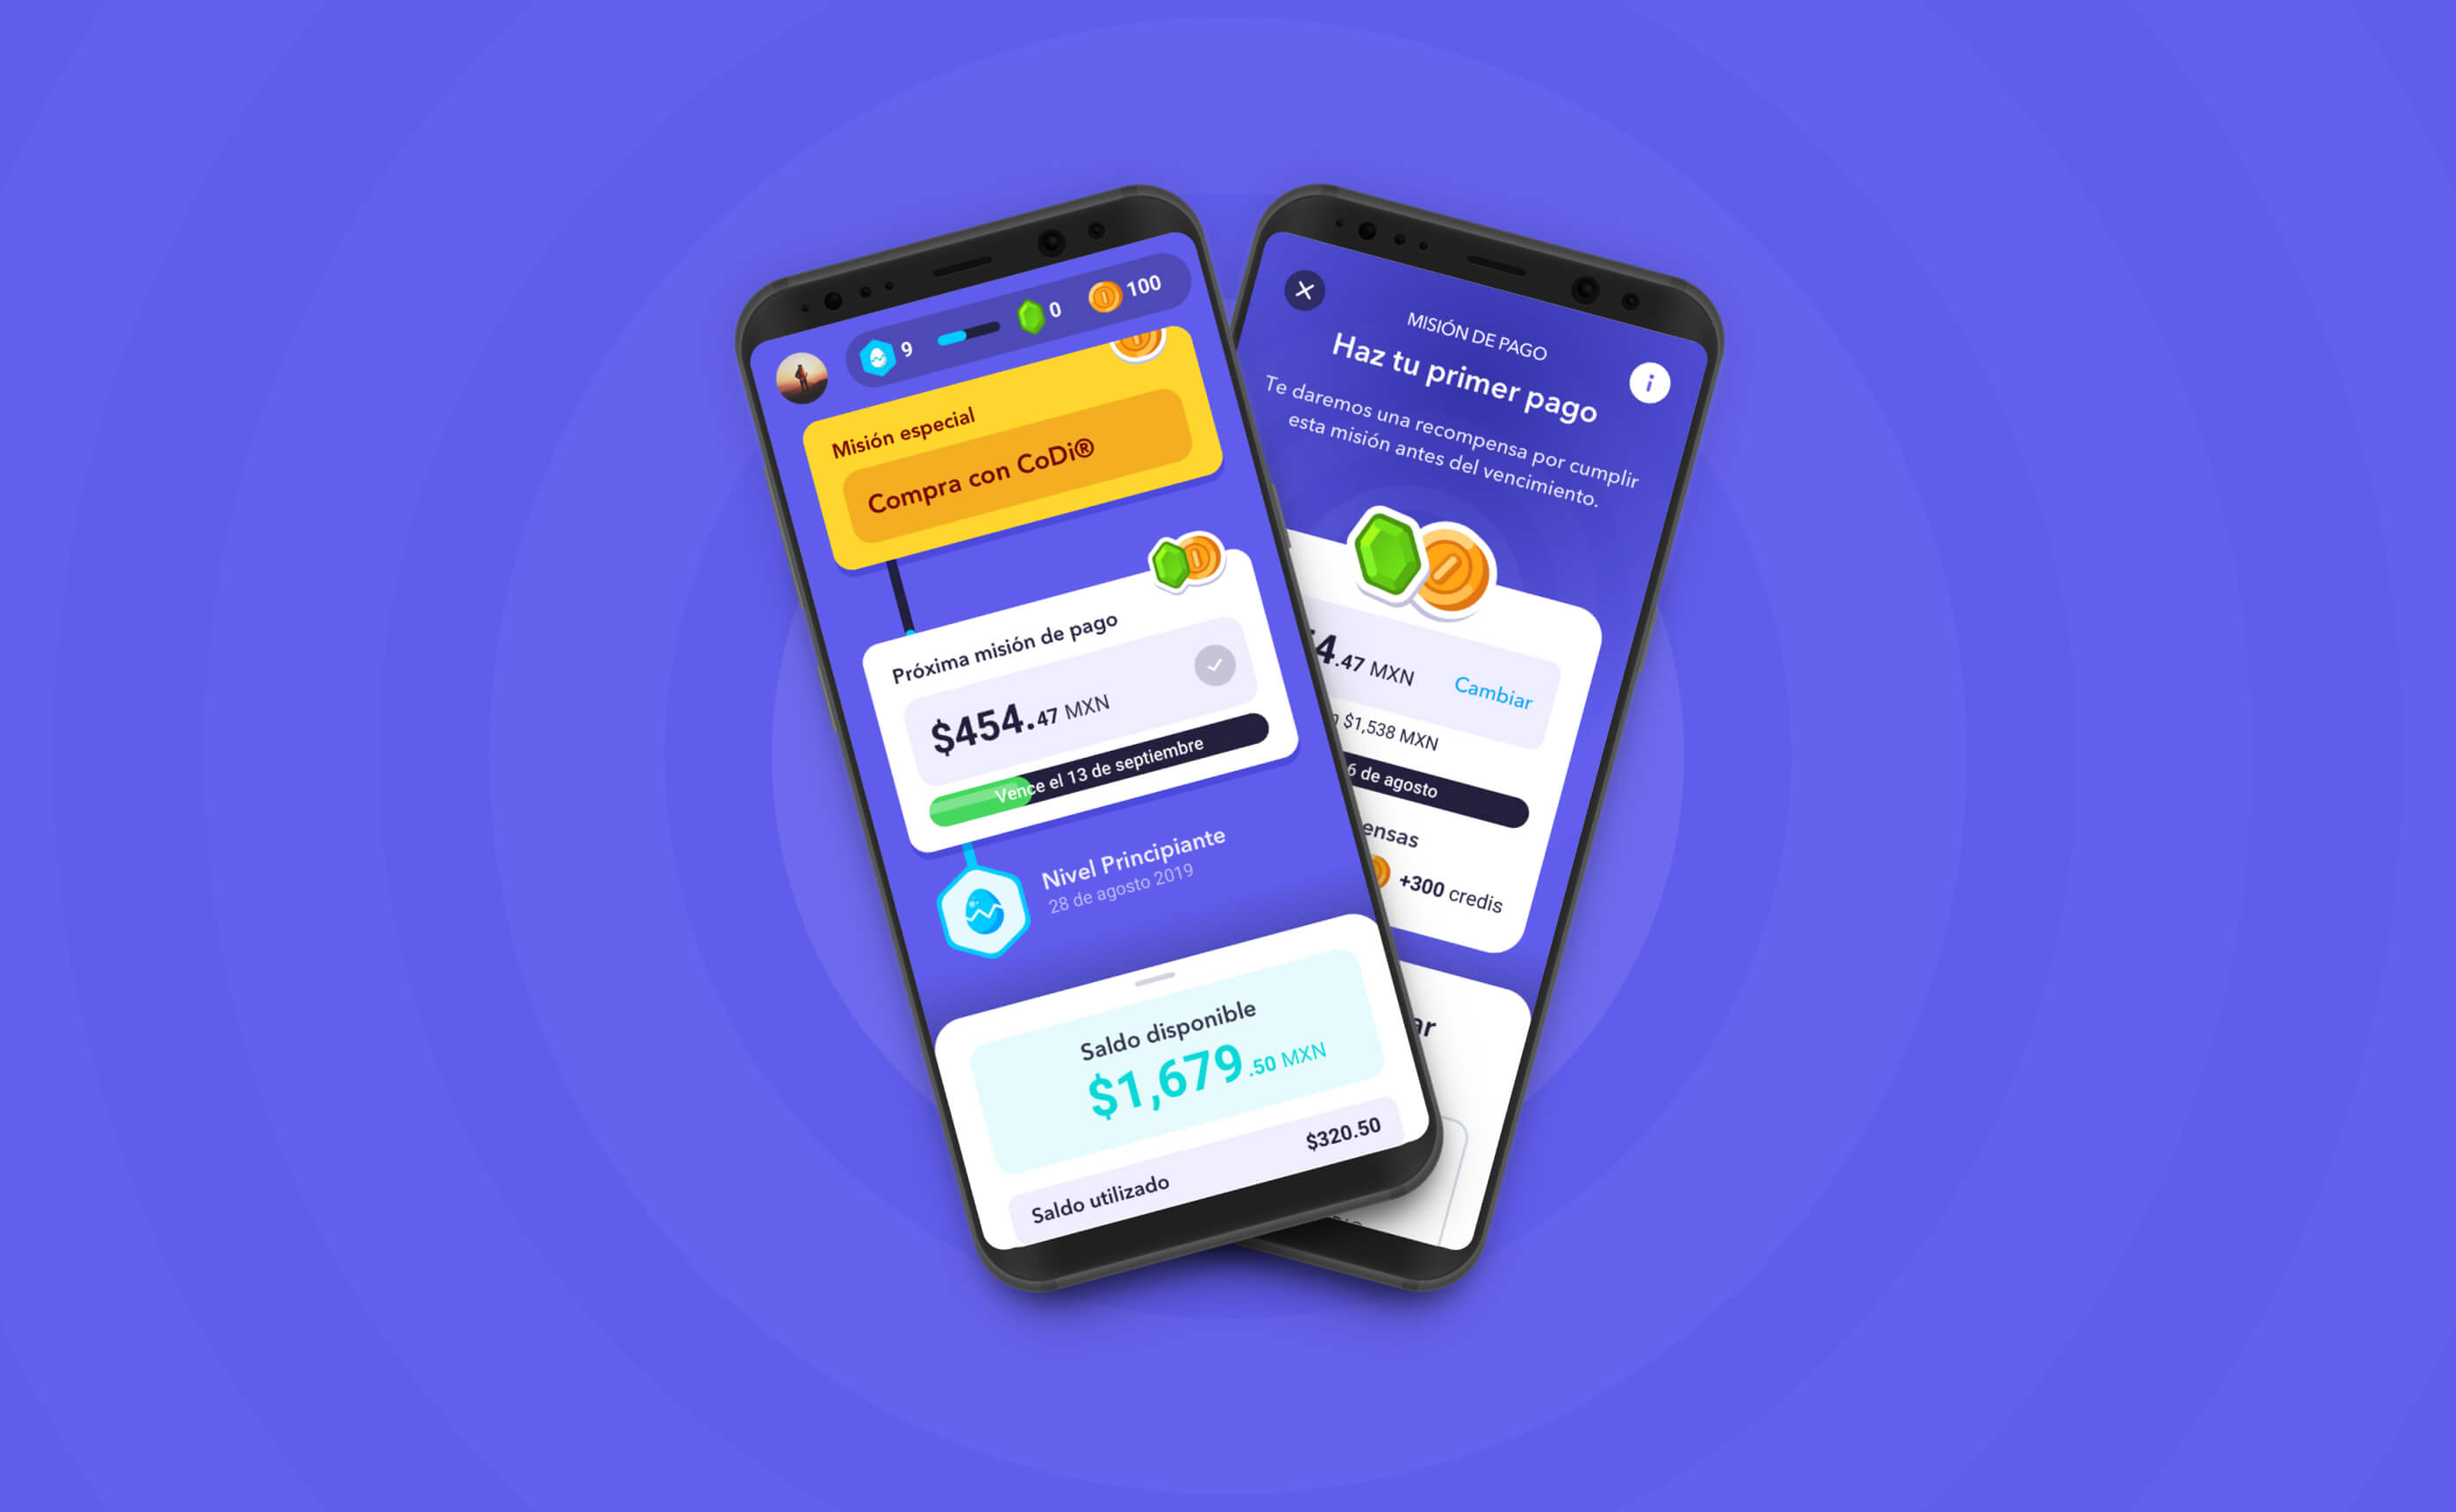 9
0
100
Misión especial
Compra con CoDi®
Próxima misión de pago
$454.47 MXN
Vence el 13 de septiembre
Nivel Principiante
28 de agosto 2019
Saldo disponible
$1,679.50 MXN
Saldo utilizado $320.50
MISIÓN DE PAGO
Haz tu primer pago
i
Te daremos una recompensa por cumplir
esta misión antes del vencimiento.
4.47 MXN Cambiar
$1,538 MXN
6 de agosto
ensas
+300 credis
ar